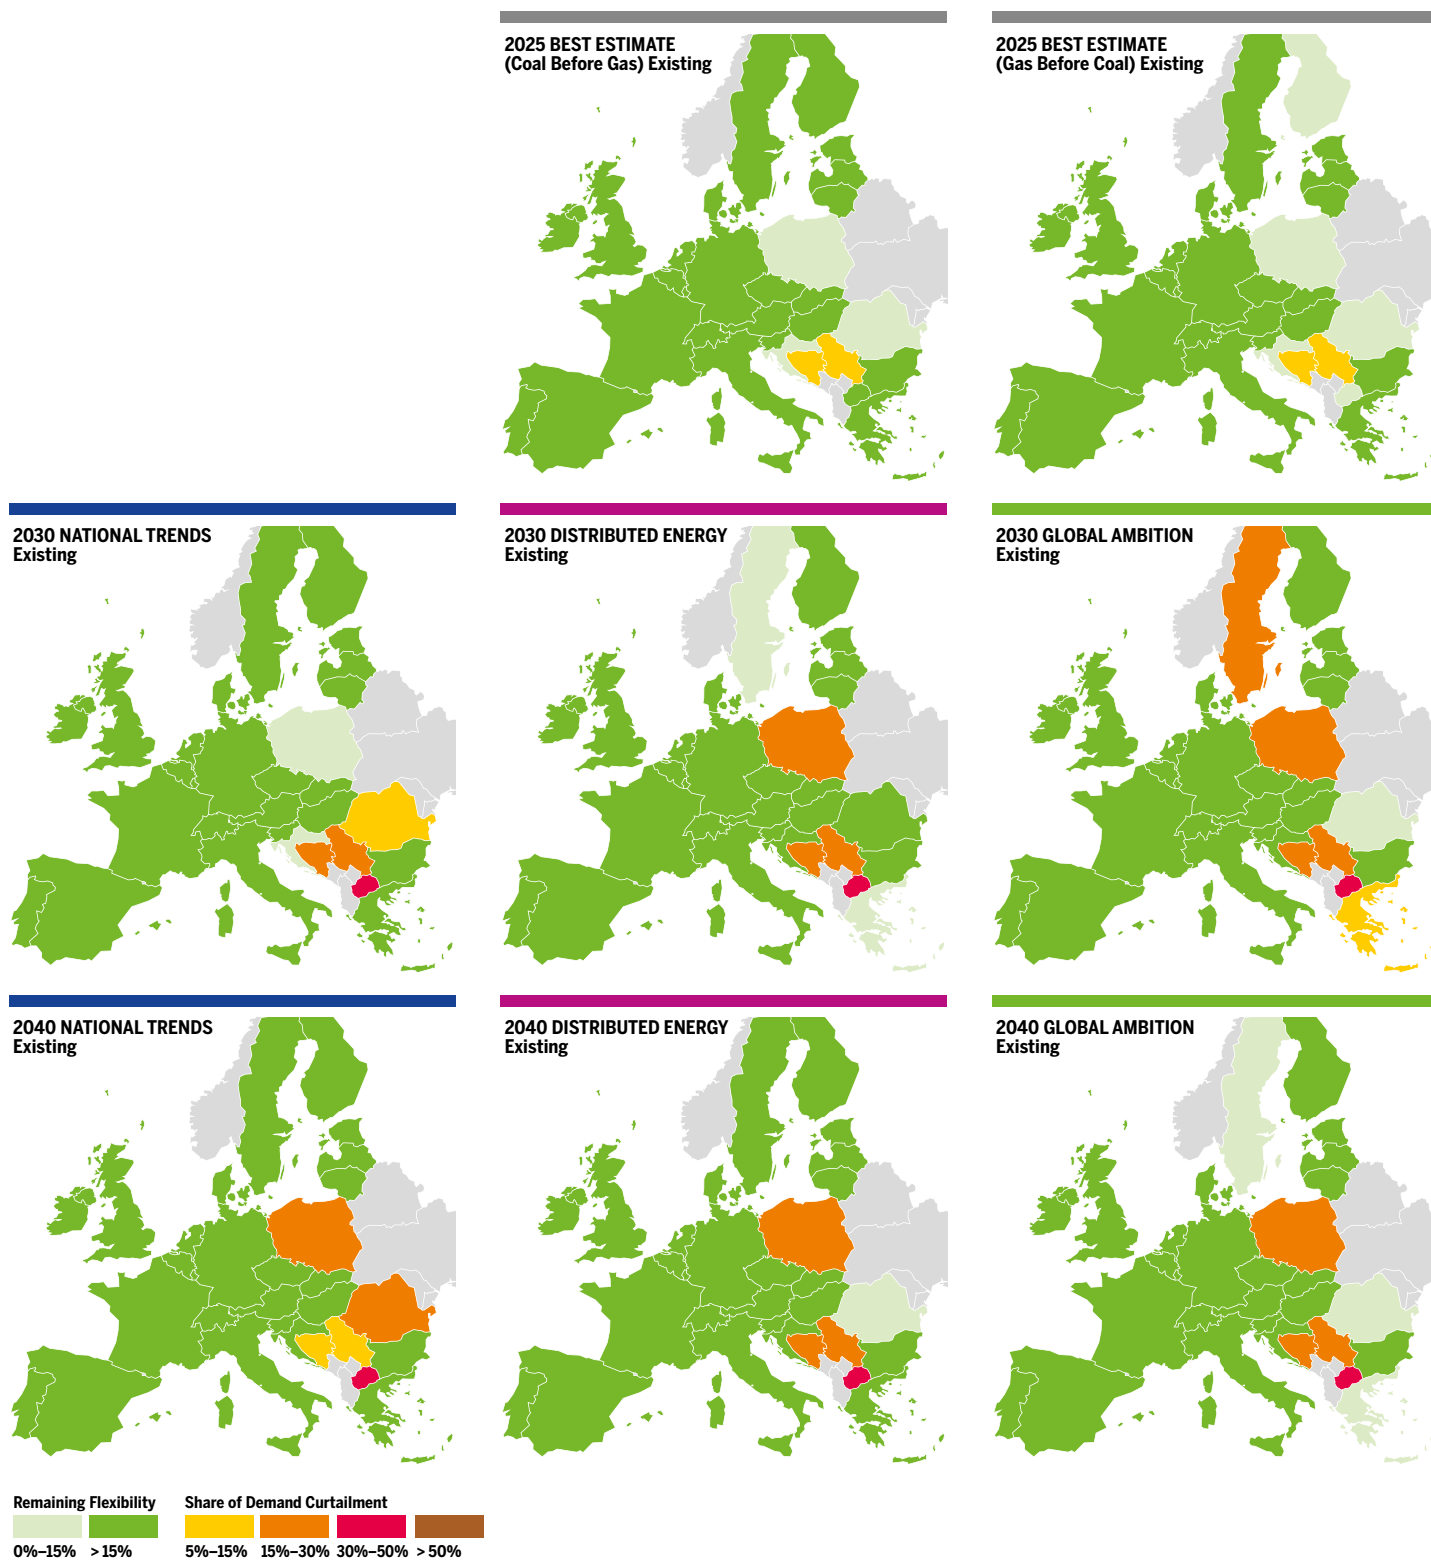 2025 BEST ESTIMATE
(Coal Before Gas) Existing
2025 BEST ESTIMATE
(Gas Before Coal) Existing
2030 NATIONAL TRENDS
Existing
2030 DISTRIBUTED ENERGY
Existing
2030 GLOBAL AMBITION
Existing
2040 NATIONAL TRENDS
Existing
2040 DISTRIBUTED ENERGY
Existing
2040 GLOBAL AMBITION
Existing
Remaining Flexibility
0%–15% > 15%
Share of Demand Curtailment
5%–15% 15%–30% 30%–50% > 50%